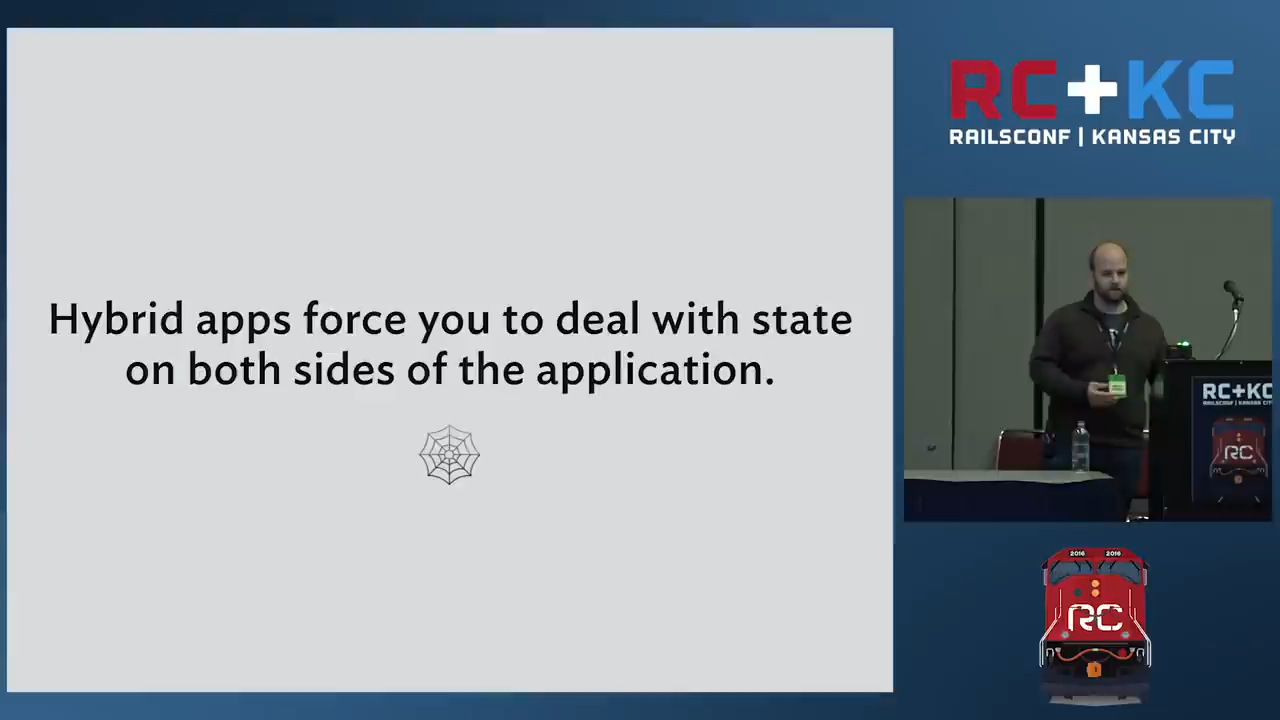 Hybrid apps force you to deal with state
on both sides of the application.
RC+KC
RAILSCONF | KANSAS CITY
RC+KC
RAILSCONF | KANSAS CITY
RC
2016 2016
RC